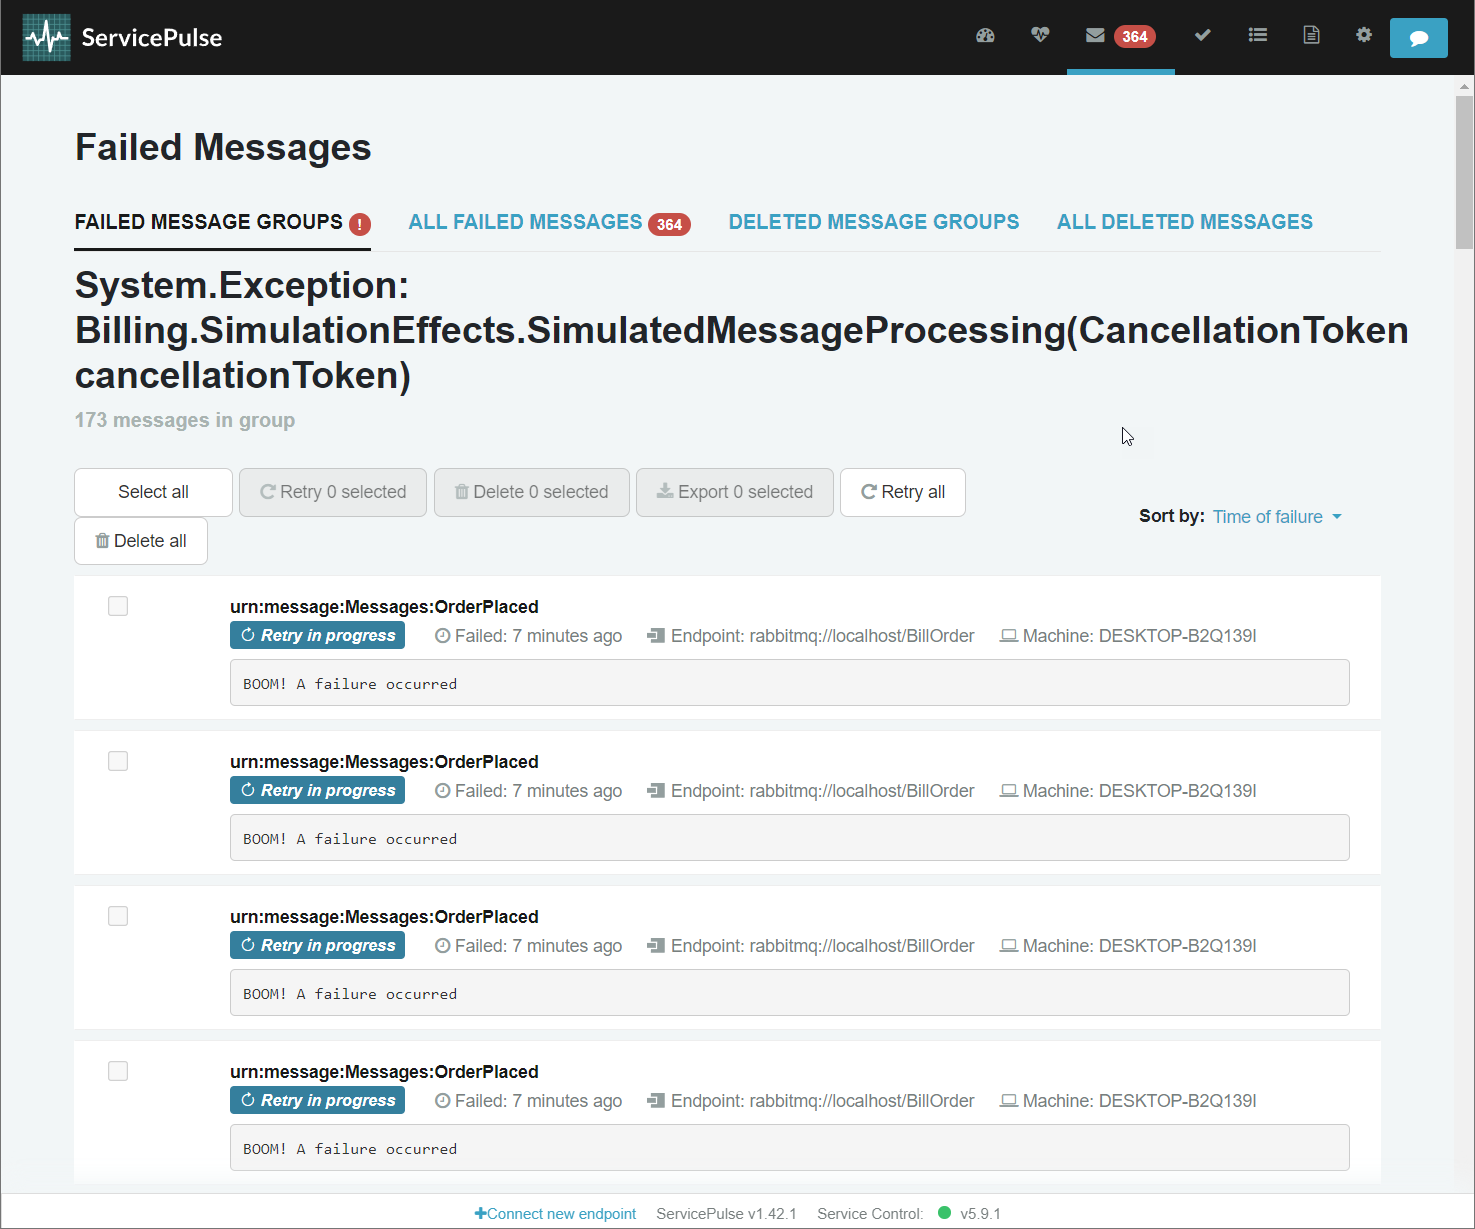 ServicePulse
364
Failed Messages
FAILED MESSAGE GROUPS ! ALL FAILED MESSAGES 364 DELETED MESSAGE GROUPS ALL DELETED MESSAGES
System.Exception:
Billing.SimulationEffects.SimulatedMessageProcessing(CancellationToken
cancellationToken)
173 messages in group
Select all Retry 0 selected Delete 0 selected Export 0 selected Retry all
Sort by: Time of failure
Delete all
urn:message:Messages:OrderPlaced
Retry in progress Failed: 7 minutes ago Endpoint: rabbitmq://localhost/BillOrder Machine: DESKTOP-B2Q139I
BOOM! A failure occurred
urn:message:Messages:OrderPlaced
Retry in progress Failed: 7 minutes ago Endpoint: rabbitmq://localhost/BillOrder Machine: DESKTOP-B2Q139I
BOOM! A failure occurred
urn:message:Messages:OrderPlaced
Retry in progress Failed: 7 minutes ago Endpoint: rabbitmq://localhost/BillOrder Machine: DESKTOP-B2Q139I
BOOM! A failure occurred
urn:message:Messages:OrderPlaced
Retry in progress Failed: 7 minutes ago Endpoint: rabbitmq://localhost/BillOrder Machine: DESKTOP-B2Q139I
BOOM! A failure occurred
Connect new endpoint ServicePulse v1.42.1 Service Control: v5.9.1